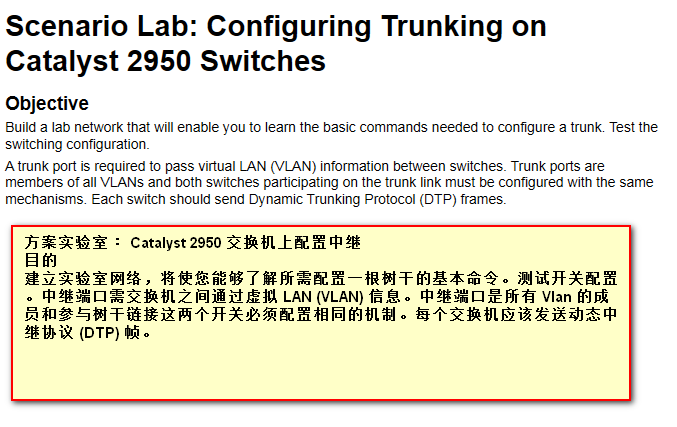 Scenario Lab: Configuring Trunking on
Catalyst 2950 Switches
Objective
Build a lab network that will enable you to learn the basic commands needed to configure a trunk. Test the
switching configuration.
A trunk port is required to pass virtual LAN (VLAN) information between switches. Trunk ports are
members of all VLANs and both switches participating on the trunk link must be configured with the same
mechanisms. Each switch should send Dynamic Trunking Protocol (DTP) frames.
方案实验室： Catalyst 2950 交换机上配置中继
目的
建立实验室网络，将使您能够了解所需配置一根树干的基本命令。测试开关配置
。中继端口需交换机之间通过虚拟 LAN (VLAN) 信息。中继端口是所有 Vlan 的成
员和参与树干链接这两个开关必须配置相同的机制。每个交换机应该发送动态中
继协议 (DTP) 帧。